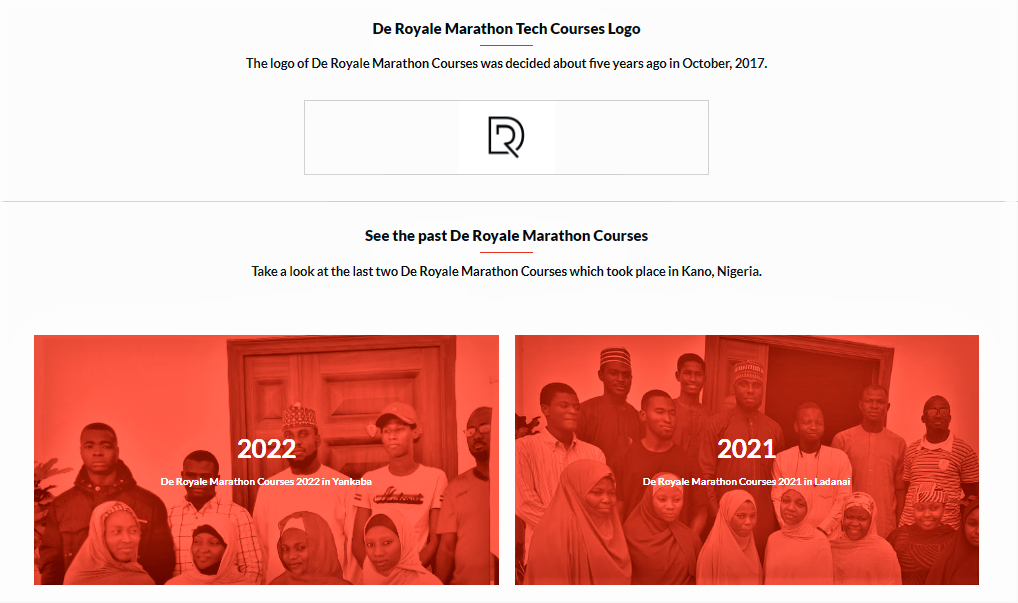 De Royale Marathon Tech Courses Logo
The logo of De Royale Marathon Courses was decided about five years ago in October, 2017.
DR
See the past De Royale Marathon Courses
Take a look at the last two De Royale Marathon Courses which took place in Kano, Nigeria.
2022
De Royale Marathon Courses 2022 in Yankaba
2021
De Royale Marathon Courses 2021 in Ladanai